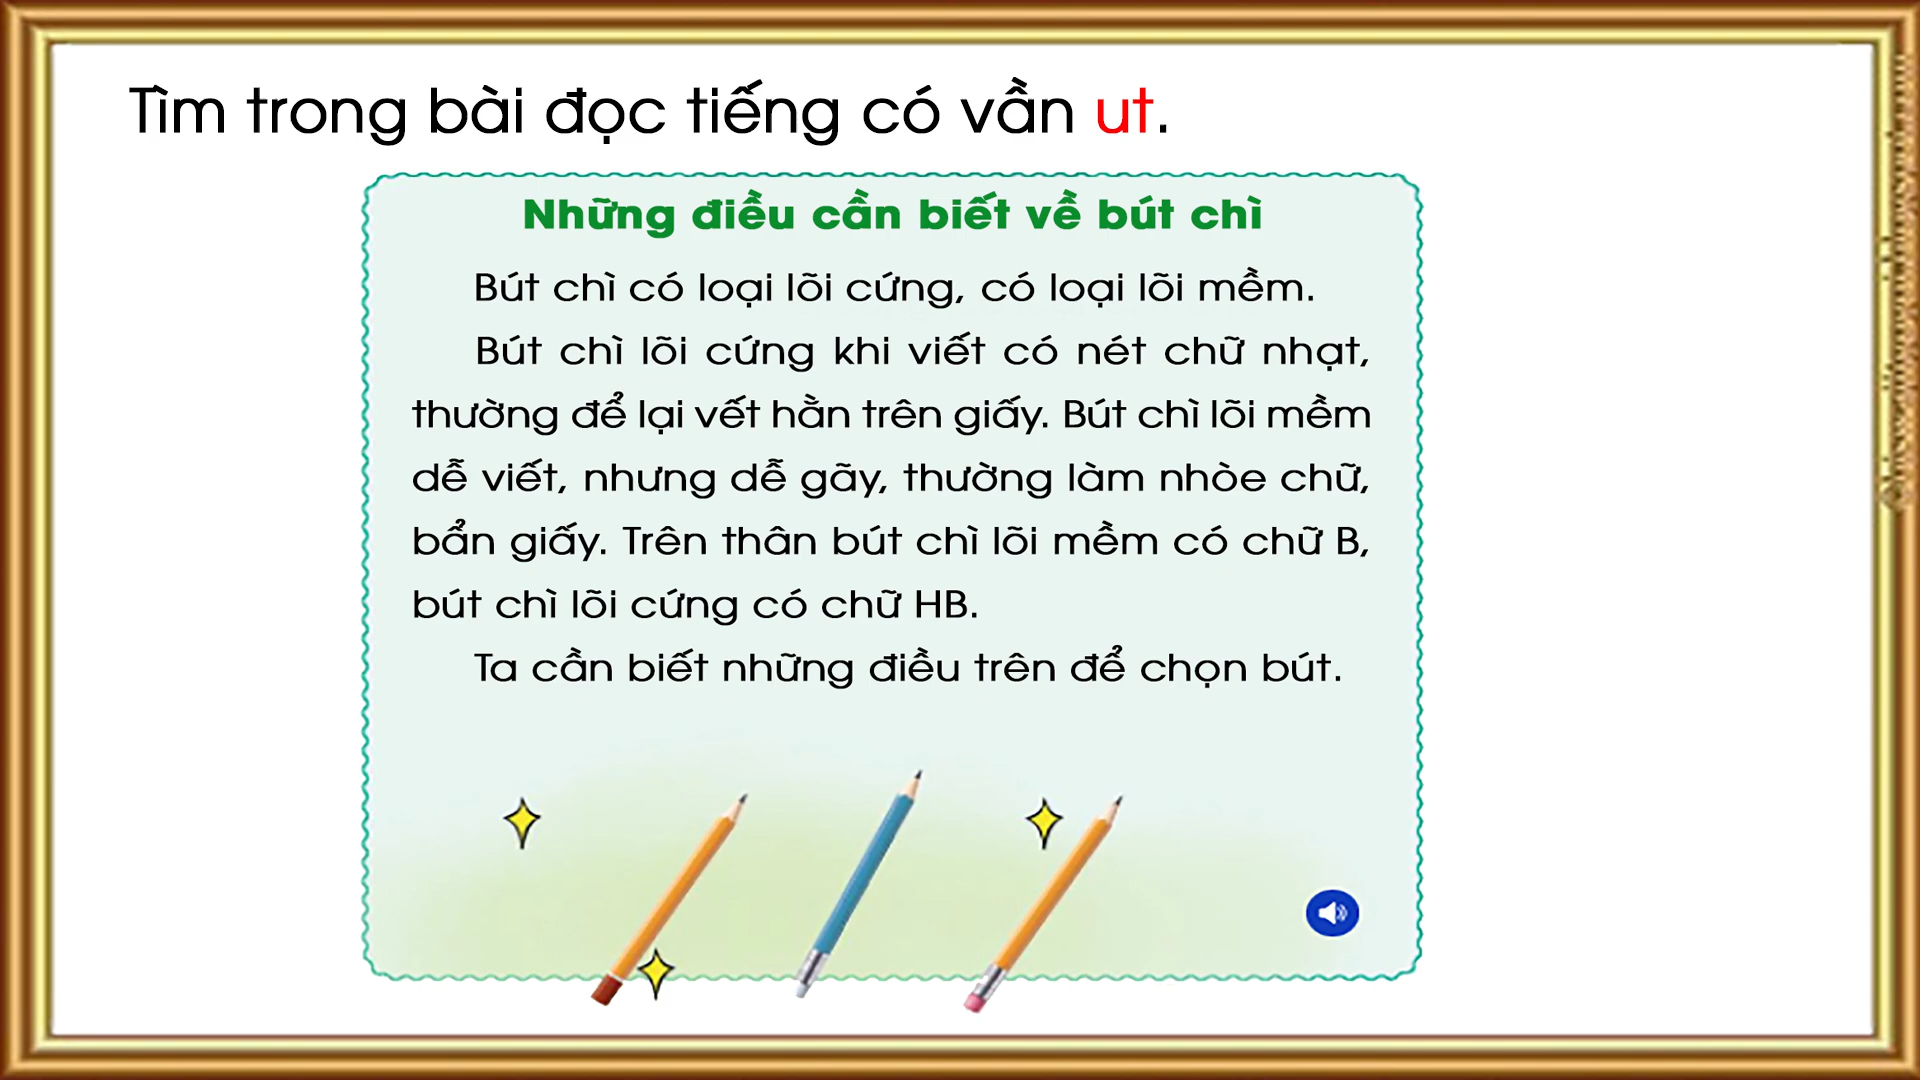 Tìm trong bài đọc tiếng có vần ut.
Những điều cần biết về bút chì
Bút chì có loại lõi cứng, có loại lõi mềm.
Bút chì lõi cứng khi viết có nét chữ nhạt,
thường để lại vết hằn trên giấy. Bút chì lõi mềm
dễ viết, nhưng dễ gãy, thường làm nhòe chữ,
bẩn giấy. Trên thân bút chì lõi mềm có chữ B,
bút chì lõi cứng có chữ HB.
Ta cần biết những điều trên để chọn bút.